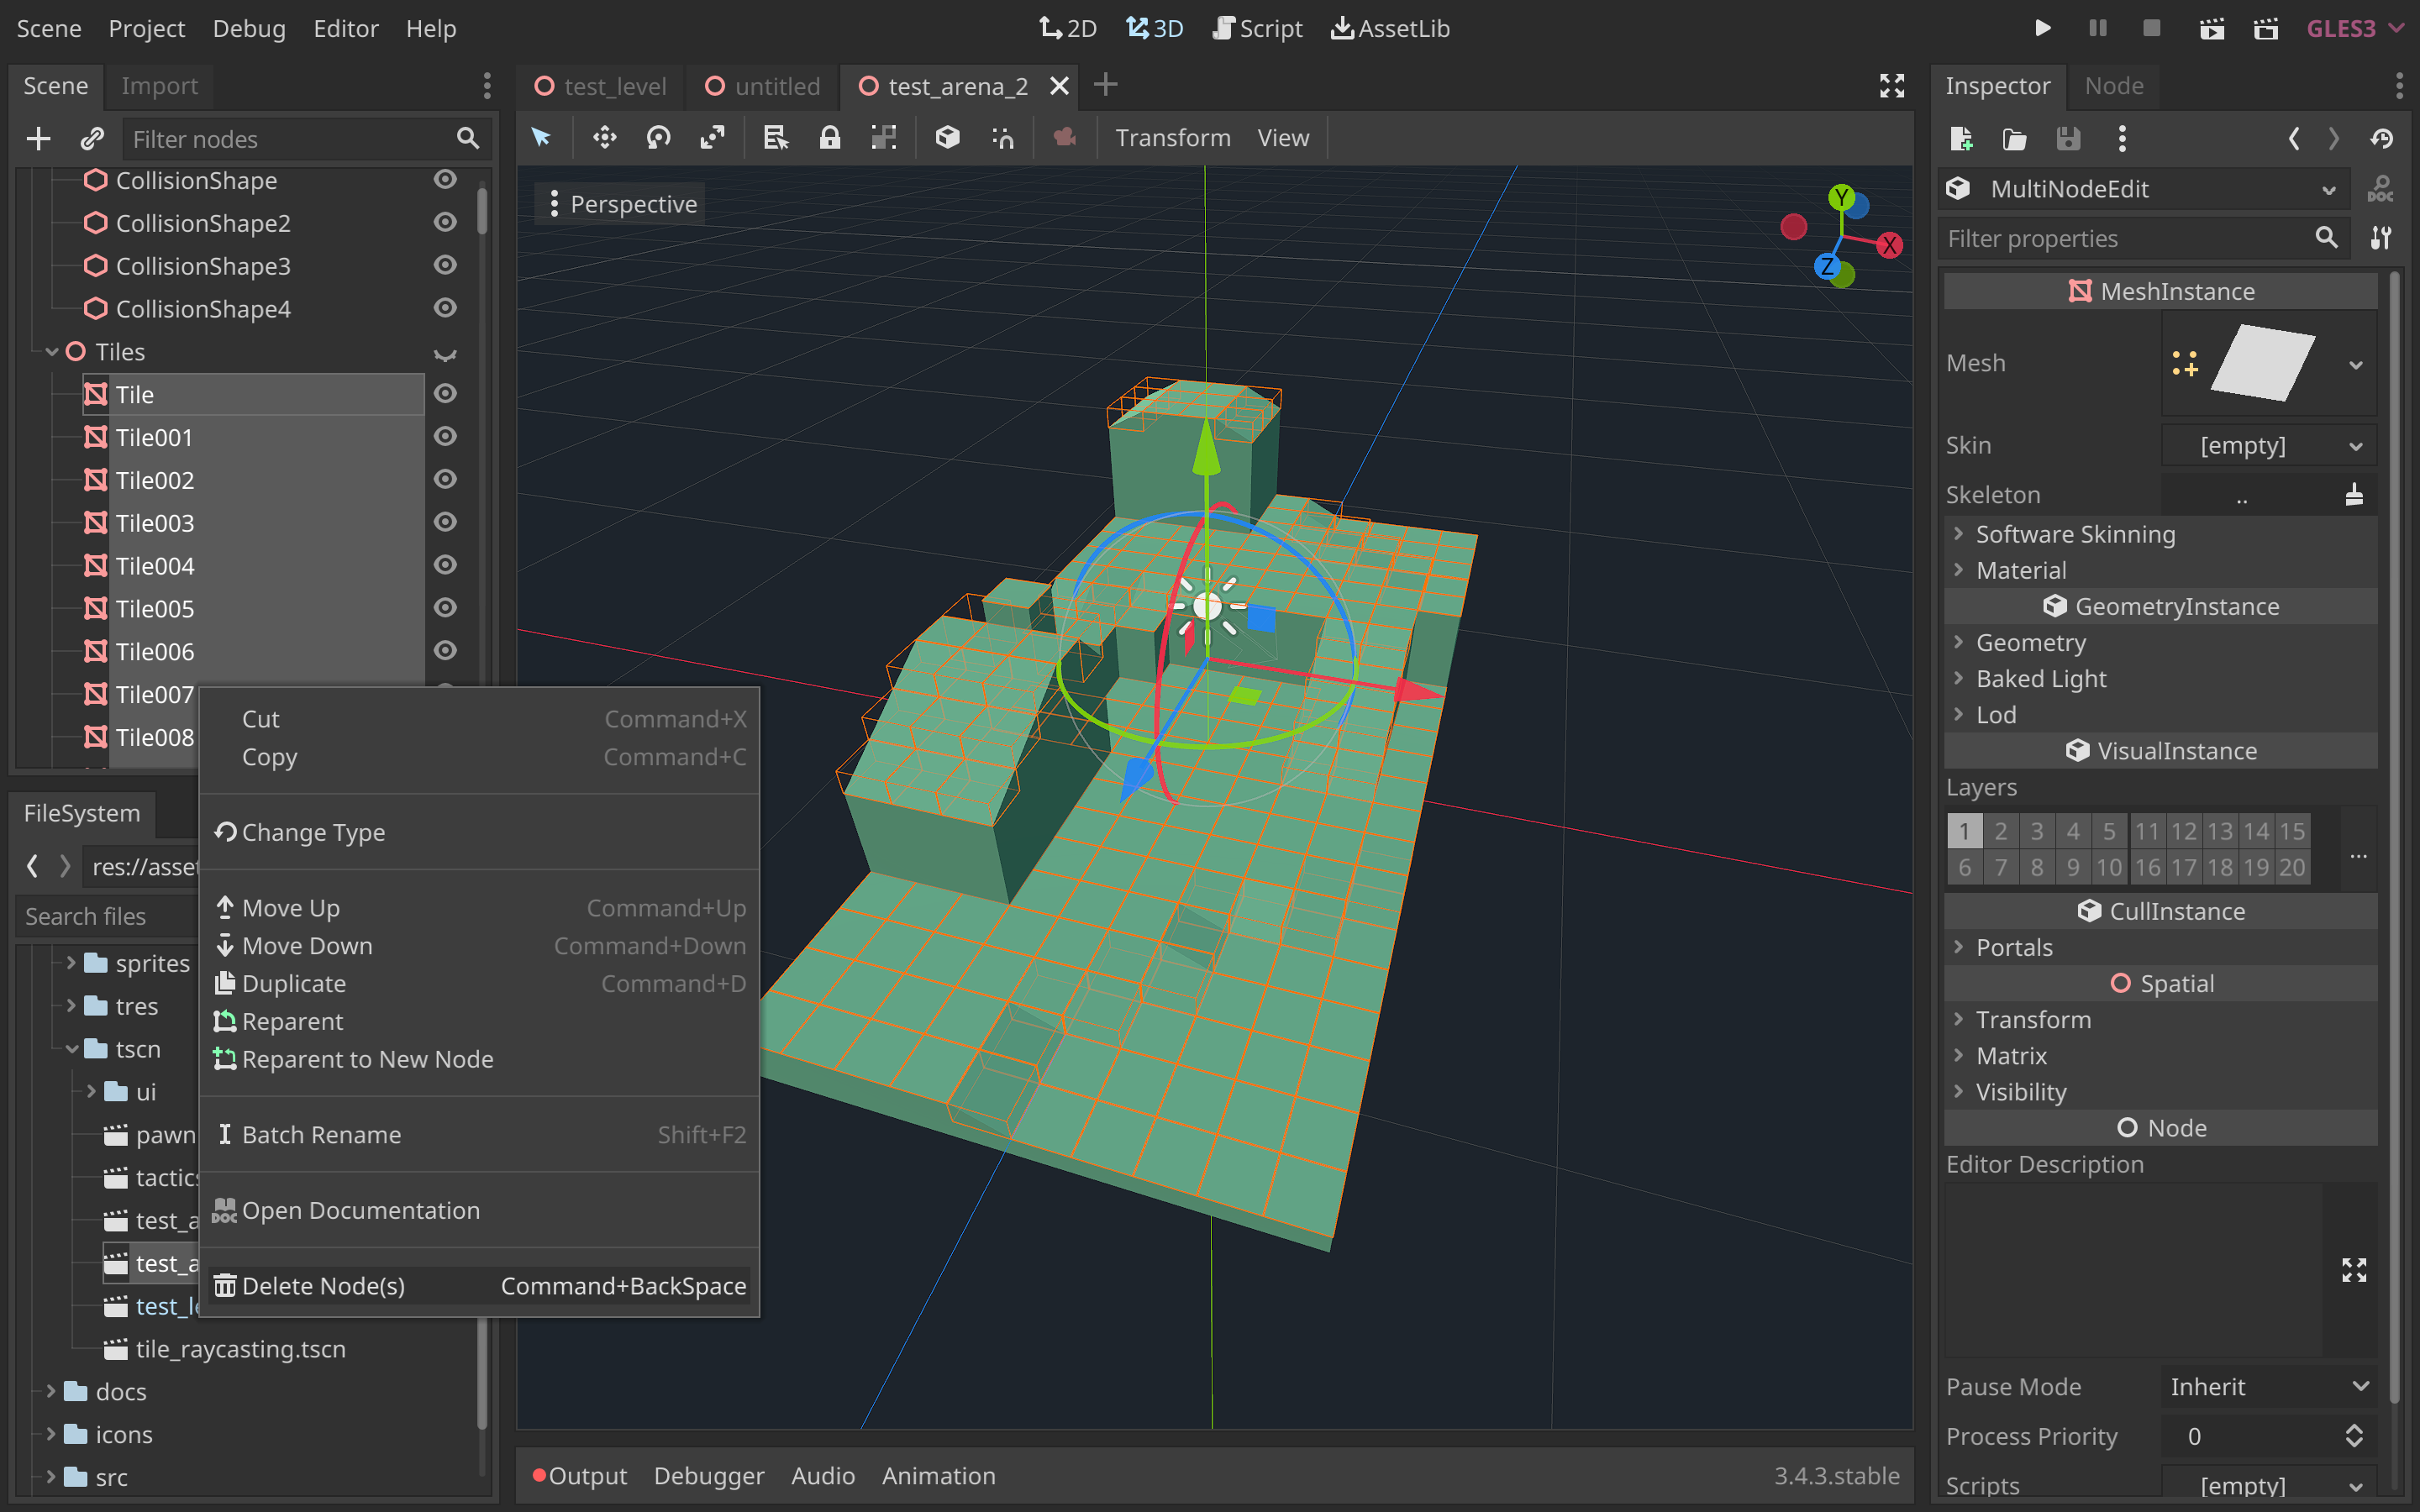 Scene Project Debug Editor Help
2D 3D Script AssetLib
GLES3
Scene Import
Filter nodes
CollisionShape
CollisionShape2
CollisionShape3
CollisionShape4
Tiles
Tile
Tile001
Tile002
Tile003
Tile004
Tile005
Tile006
Tile007
Tile008
Cut Command+X
Copy Command+C
Change Type
Move Up Command+Up
Move Down Command+Down
Duplicate Command+D
Reparent
Reparent to New Node
Batch Rename Shift+F2
DOC Open Documentation
Delete Node(s) Command+BackSpace
FileSystem
res://asse
Search files
sprites
tres
tscn
ui
pawn
tactic
test_a
test_a
test_l
tile_raycasting.tscn
docs
icons
src
test_level untitled test_arena_2
Transform View
Perspective
Y
X
Z
Output Debugger Audio Animation 3.4.3.stable
Inspector Node
MultiNodeEdit DOC
Filter properties
MeshInstance
Mesh
Skin [empty]
Skeleton ..
Software Skinning
Material
GeometryInstance
Geometry
Baked Light
Lod
VisualInstance
Layers
1 2 3 4 5 11 12 13 14 15
6 7 8 9 10 16 17 18 19 20
...
CullInstance
Portals
Spatial
Transform
Matrix
Visibility
Node
Editor Description
Pause Mode Inherit
Process Priority 0
Scripts [empty]